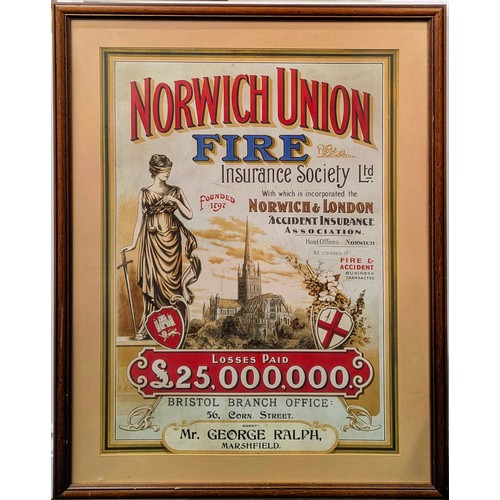 NORWICH UNION
FIRE
Insurance Society Ltd
With which is incorporated the
FOUNDED
1797
NORWICH & LONDON
ACCIDENT INSURANCE
ASSOCIATION.
Head Offices - NORWICH
All classes of
FIRE &
ACCIDENT
BUSINESS
TRANSACTED
LOSSES PAID
£25,000,000.
BRISTOL BRANCH OFFICE:
56, CORN STREET.
AGENT
Mr. GEORGE RALPH,
MARSHFIELD.